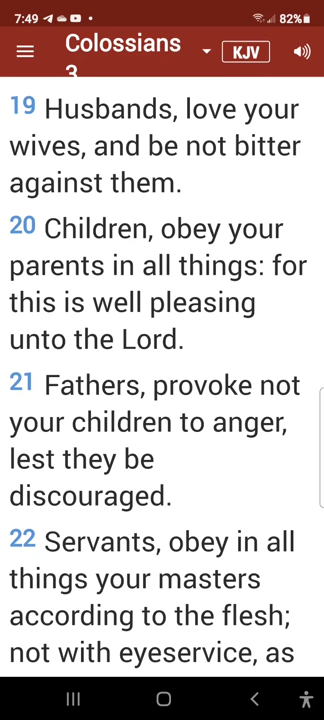 7:49 82%
Colossians
3
KJV
19 Husbands, love your
wives, and be not bitter
against them.
20 Children, obey your
parents in all things: for
this is well pleasing
unto the Lord.
21 Fathers, provoke not
your children to anger,
lest they be
discouraged.
22 Servants, obey in all
things your masters
according to the flesh;
not with eyeservice, as